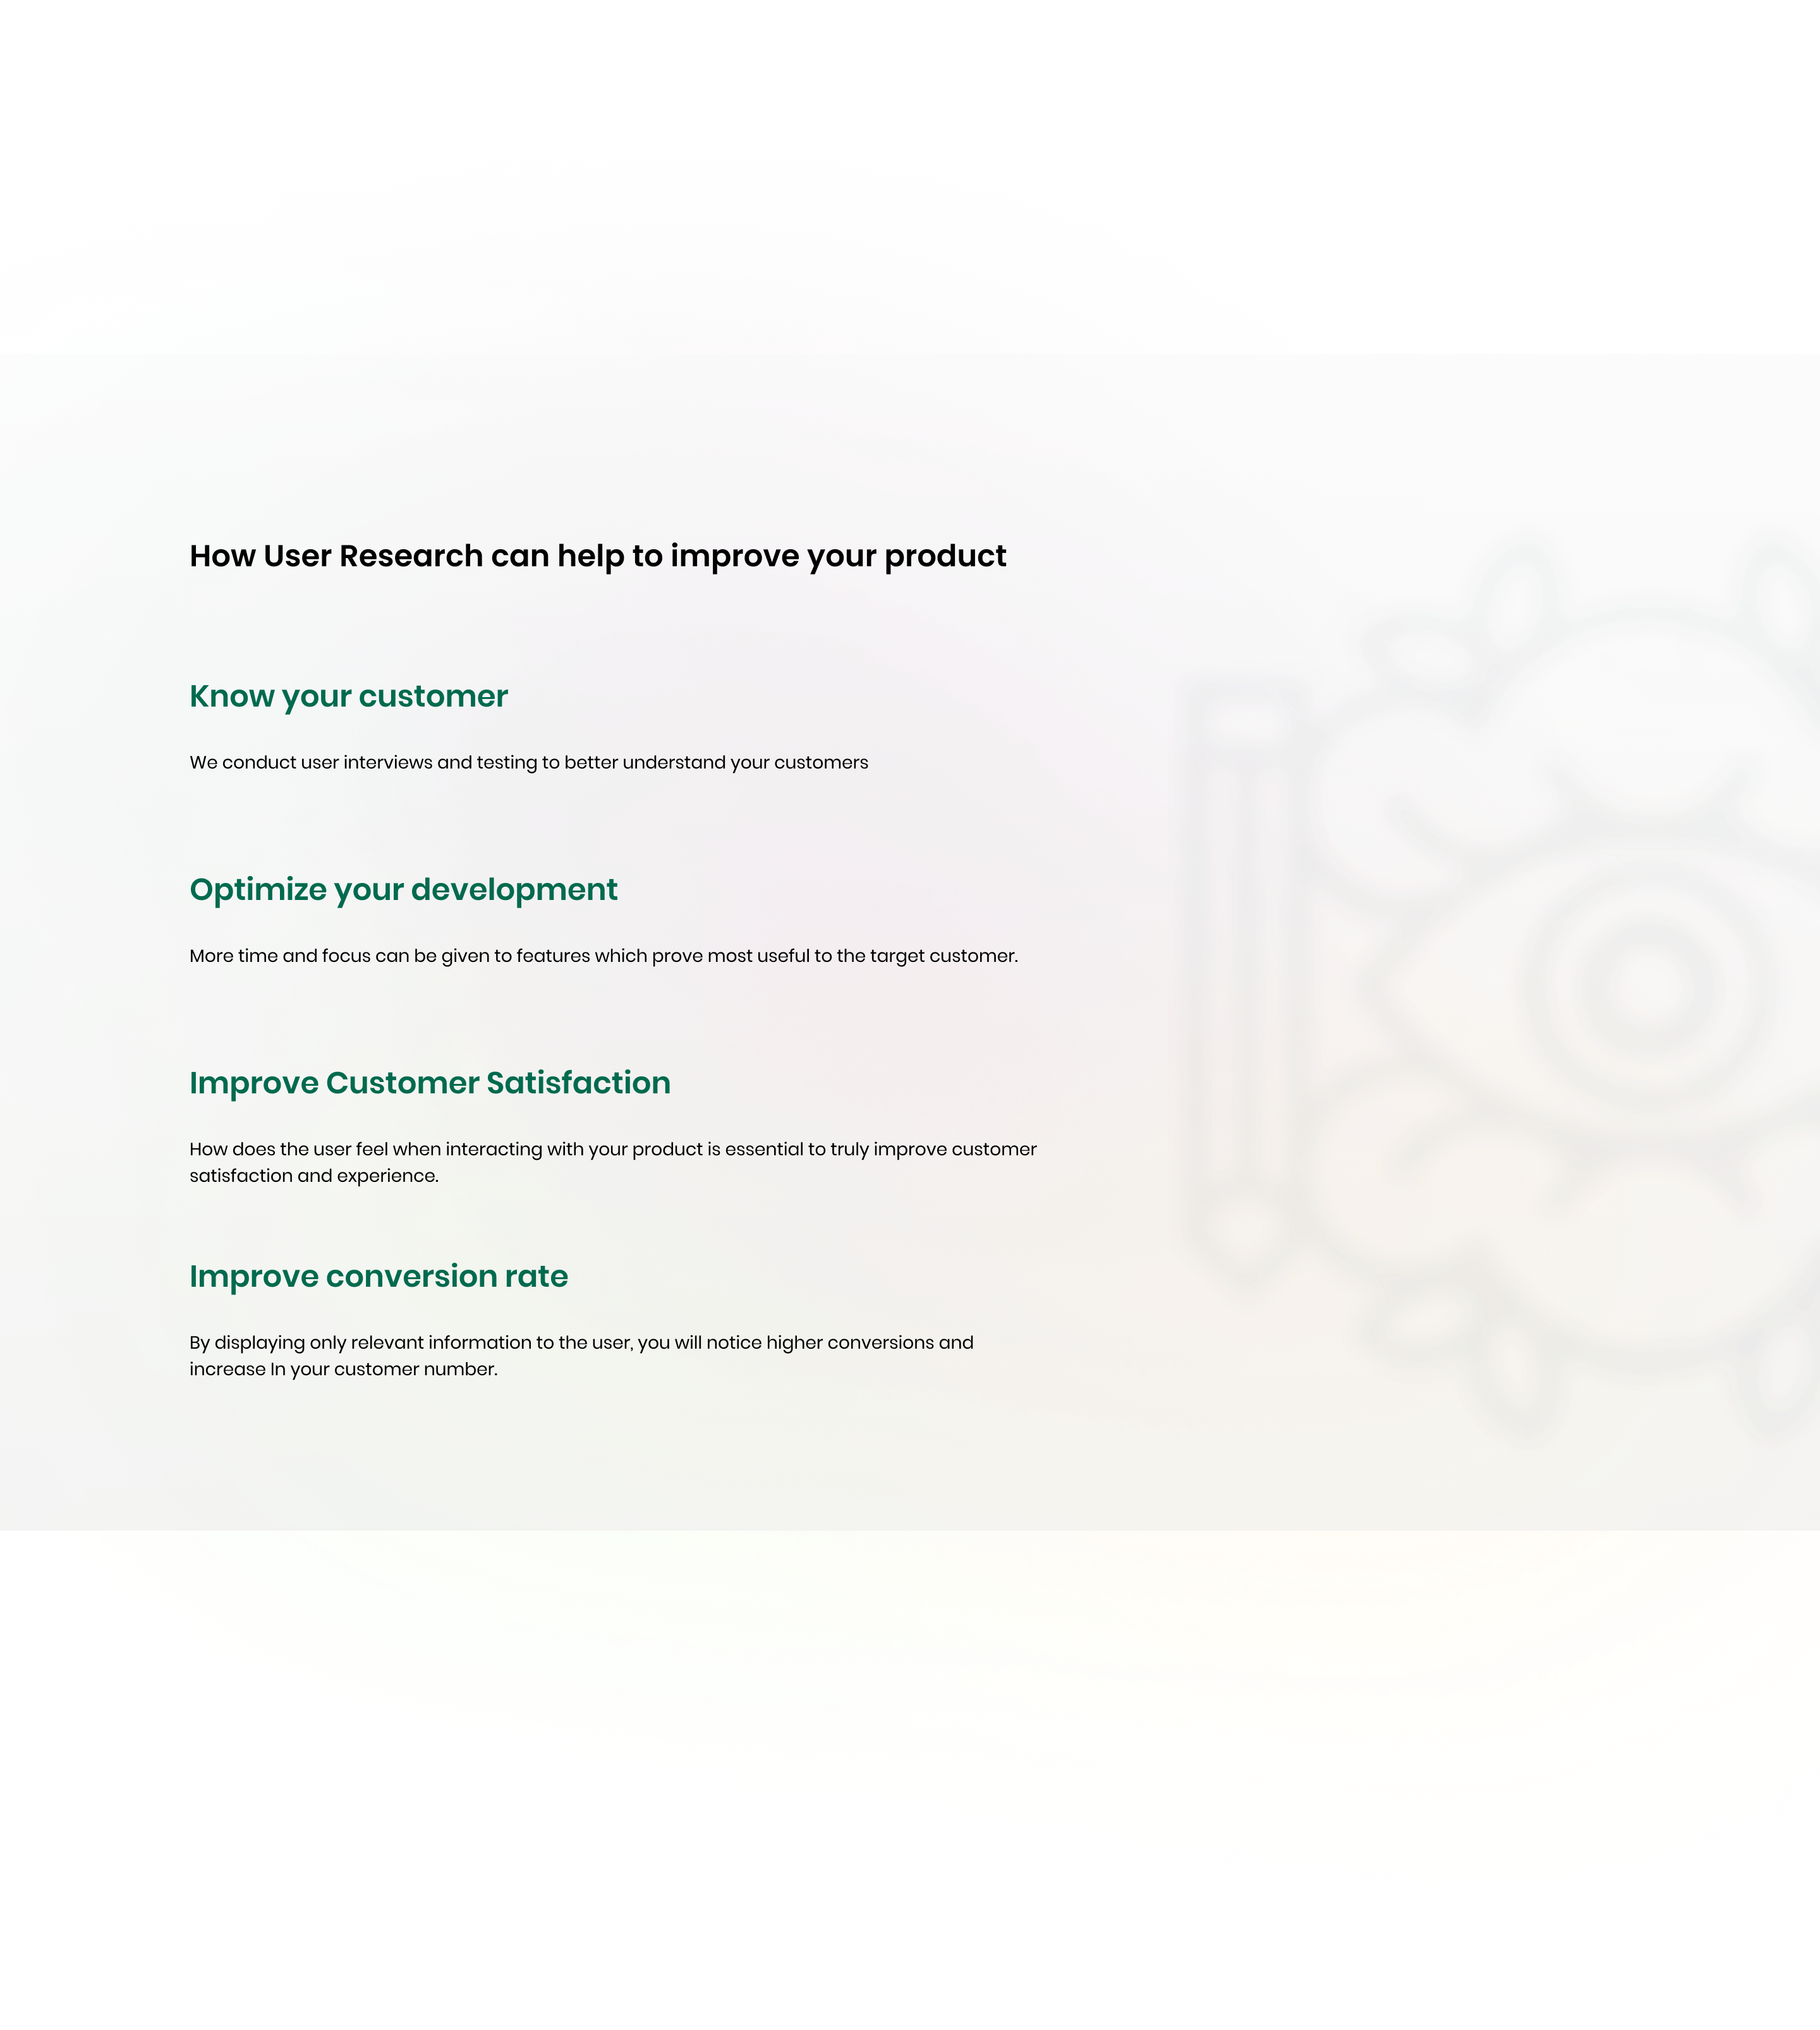 How User Research can help to improve your product
Know your customer
We conduct user interviews and testing to better understand your customers
Optimize your development
More time and focus can be given to features which prove most useful to the target customer.
Improve Customer Satisfaction
How does the user feel when interacting with your product is essential to truly improve customer
satisfaction and experience.
Improve conversion rate
By displaying only relevant information to the user, you will notice higher conversions and
increase In your customer number.